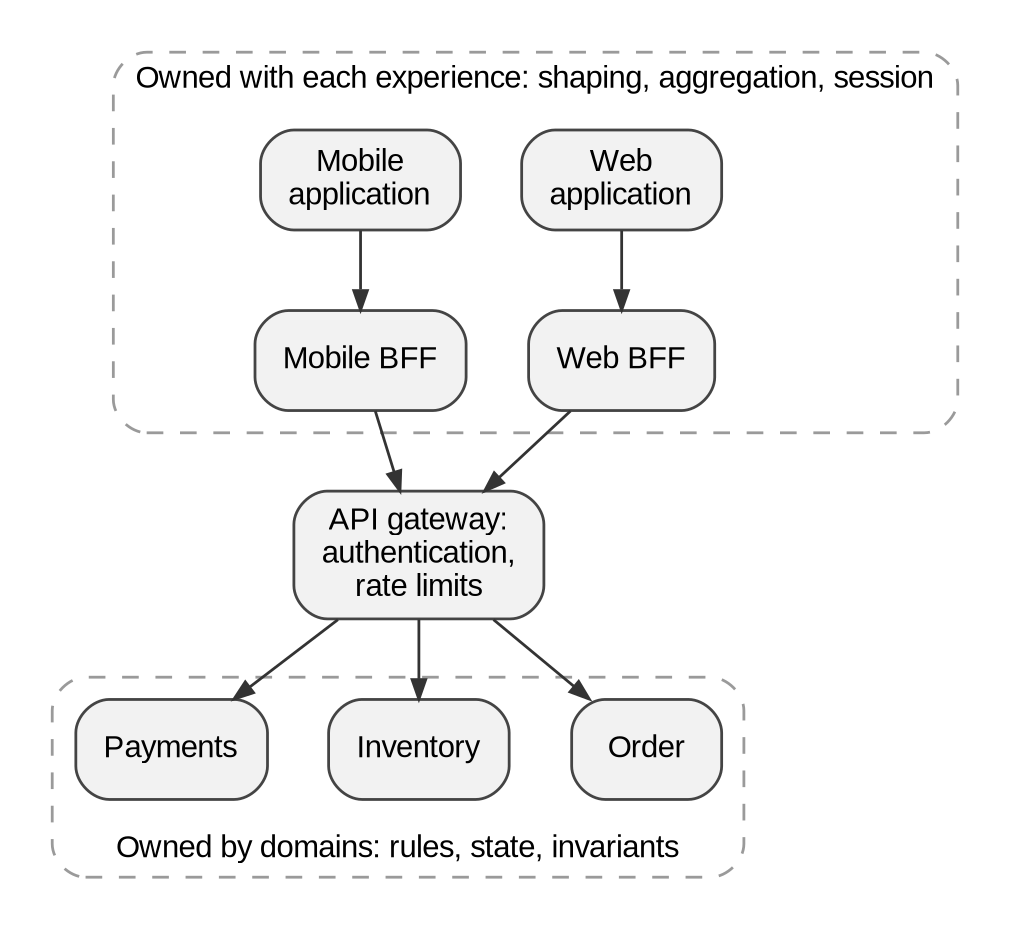 Owned with each experience: shaping, aggregation, session
Mobile
application
Web
application
Mobile BFF
Web BFF
API gateway:
authentication,
rate limits
Payments
Inventory
Order
Owned by domains: rules, state, invariants